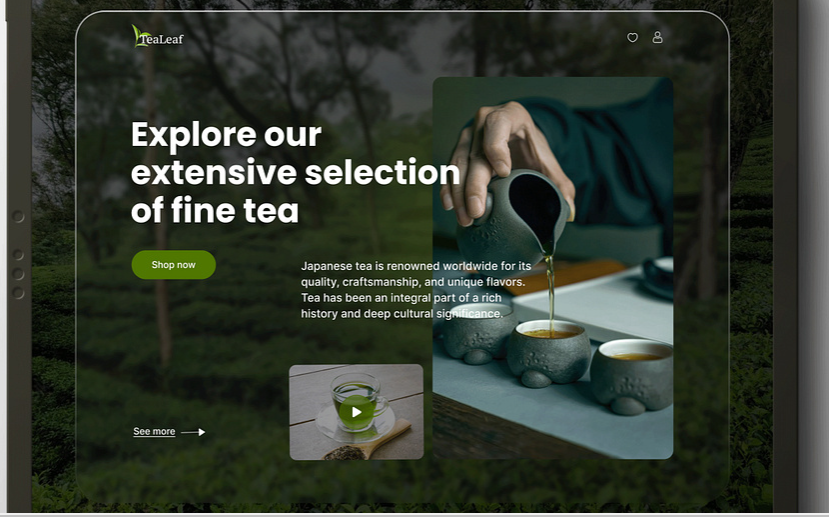 TeaLeaf
Explore our
extensive selection
of fine tea
Shop now
Japanese tea is renowned worldwide for its
quality, craftsmanship, and unique flavors.
Tea has been an integral part of a rich
history and deep cultural significance.
See more